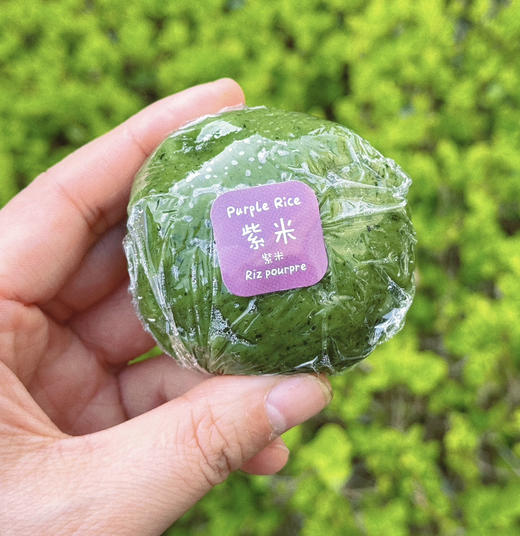 Purple Rice
紫米
紫米
Riz pourpre